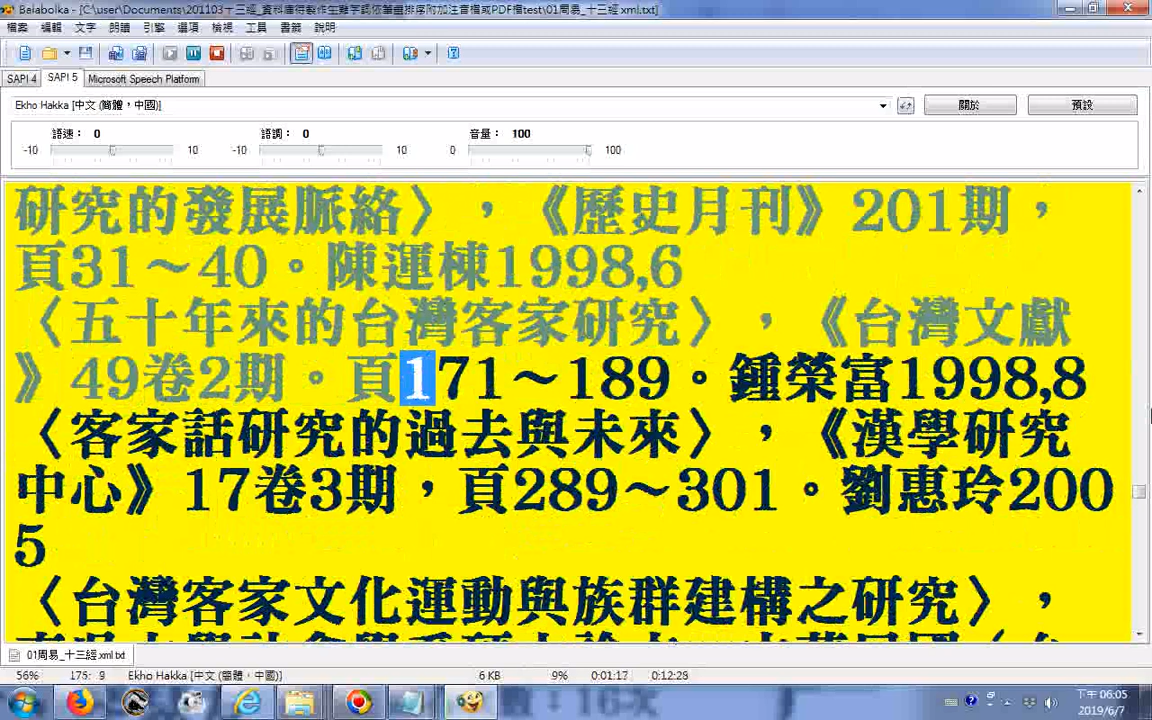 Balabolka - [C:\user\Documents\201103十三經_資料庫得製作生難字詞依筆畫排序附加注音檔或PDF檔test\01周易_十三經xml.txt]
檔案 編輯 文字 朗讀 引擎 選項 檢視 工具 書籤 說明
SAPI 4 SAPI 5 Microsoft Speech Platform
Ekho Hakka [中文 (簡體，中國)] 關於 預設
語速： 0 語調： 0 音量： 100
-10 10 -10 10 0 100
研究的發展脈絡〉，《歷史月刊》201期，
頁31～40。陳運棟1998,6
〈五十年來的台灣客家研究〉，《台灣文獻
》49卷2期。頁171～189。鍾榮富1998,8
〈客家話研究的過去與未來〉，《漢學研究
中心》17卷3期，頁289～301。劉惠玲200
5
〈台灣客家文化運動與族群建構之研究〉，
01周易_十三經.xml.txt
56% 175: 9 Ekho Hakka [中文 (簡體，中國)] 6 KB 9% 0:01:17 0:12:28
下午 06:05
2019/6/7